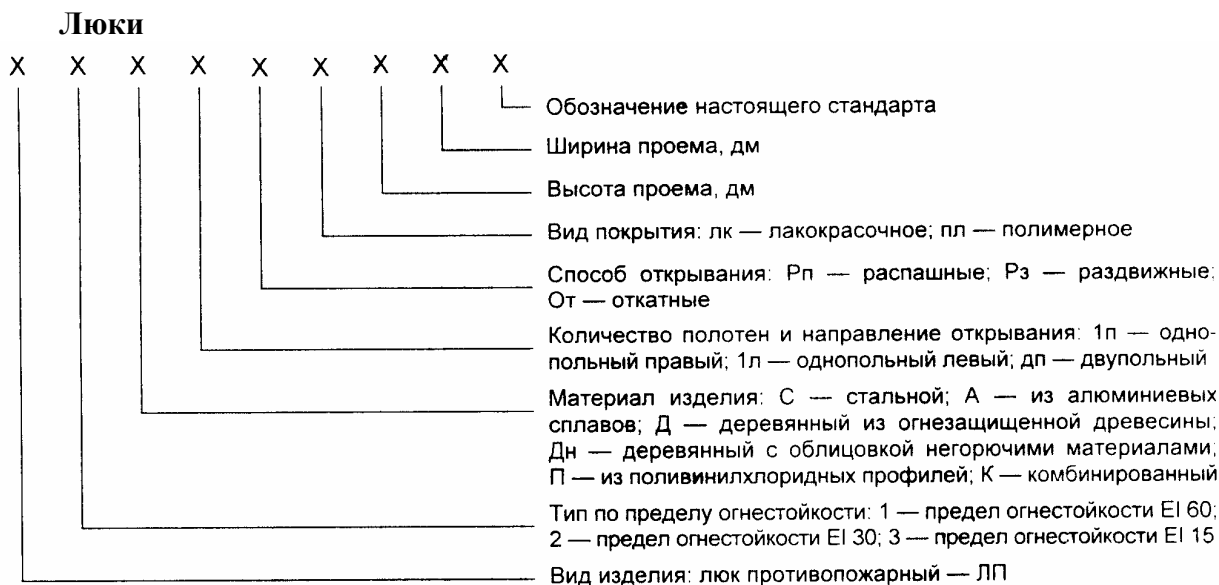 Люки
Х Х Х Х Х Х Х Х Х
Обозначение настоящего стандарта
Ширина проема, дм
Высота проема, дм
Вид покрытия: лк — лакокрасочное; пл — полимерное
Способ открывания: Рп — распашные; Рз — раздвижные;
От — откатные
Количество полотен и направление открывания: 1п — одно-
польный правый; 1л — однопольный левый; дп — двупольный
Материал изделия: С — стальной; А — из алюминиевых
сплавов; Д — деревянный из огнезащищенной древесины;
Дн — деревянный с облицовкой негорючими материалами;
П — из поливинилхлоридных профилей; К — комбинированный
Тип по пределу огнестойкости: 1 — предел огнестойкости EI 60;
2 — предел огнестойкости EI 30; 3 — предел огнестойкости EI 15
Вид изделия: люк противопожарный — ЛП